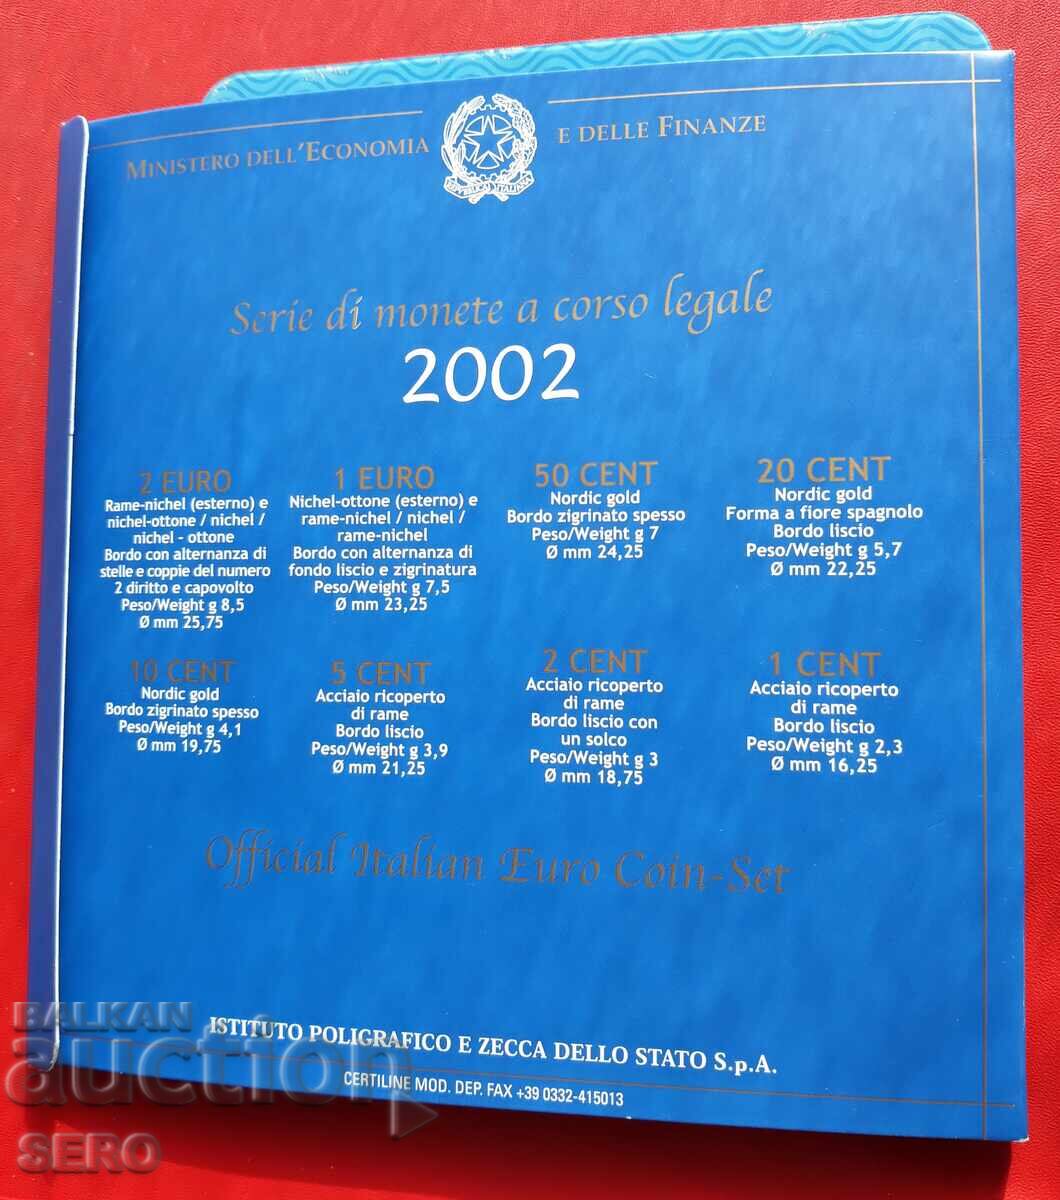 MINISTERO DELL'ECONOMIA E DELLE FINANZE
REPVBBLICA ITALIANA
Serie di monete a corso legale
2002
2 EURO
Rame-nichel (esterno) e
nichel-ottone / nichel /
nichel - ottone
Bordo con alternanza di
stelle e coppie del numero
2 diritto e capovolto
Peso/Weight g 8,5
Ø mm 25,75
1 EURO
Nichel-ottone (esterno) e
rame-nichel / nichel /
rame-nichel
Bordo con alternanza di
fondo liscio e zigrinatura
Peso/Weight g 7,5
Ø mm 23,25
50 CENT
Nordic gold
Bordo zigrinato spesso
Peso/Weight g 7
Ø mm 24,25
20 CENT
Nordic gold
Forma a fiore spagnolo
Bordo liscio
Peso/Weight g 5,7
Ø mm 22,25
10 CENT
Nordic gold
Bordo zigrinato spesso
Peso/Weight g 4,1
Ø mm 19,75
5 CENT
Acciaio ricoperto
di rame
Bordo liscio
Peso/Weight g 3,9
Ø mm 21,25
2 CENT
Acciaio ricoperto
di rame
Bordo liscio con
un solco
Peso/Weight g 3
Ø mm 18,75
1 CENT
Acciaio ricoperto
di rame
Bordo liscio
Peso/Weight g 2,3
Ø mm 16,25
Official Italian Euro Coin-Set
ISTITUTO POLIGRAFICO E ZECCA DELLO STATO S.p.A.
CERTILINE MOD. DEP. FAX +39 0332-415013
BALKAN
auction
SERO